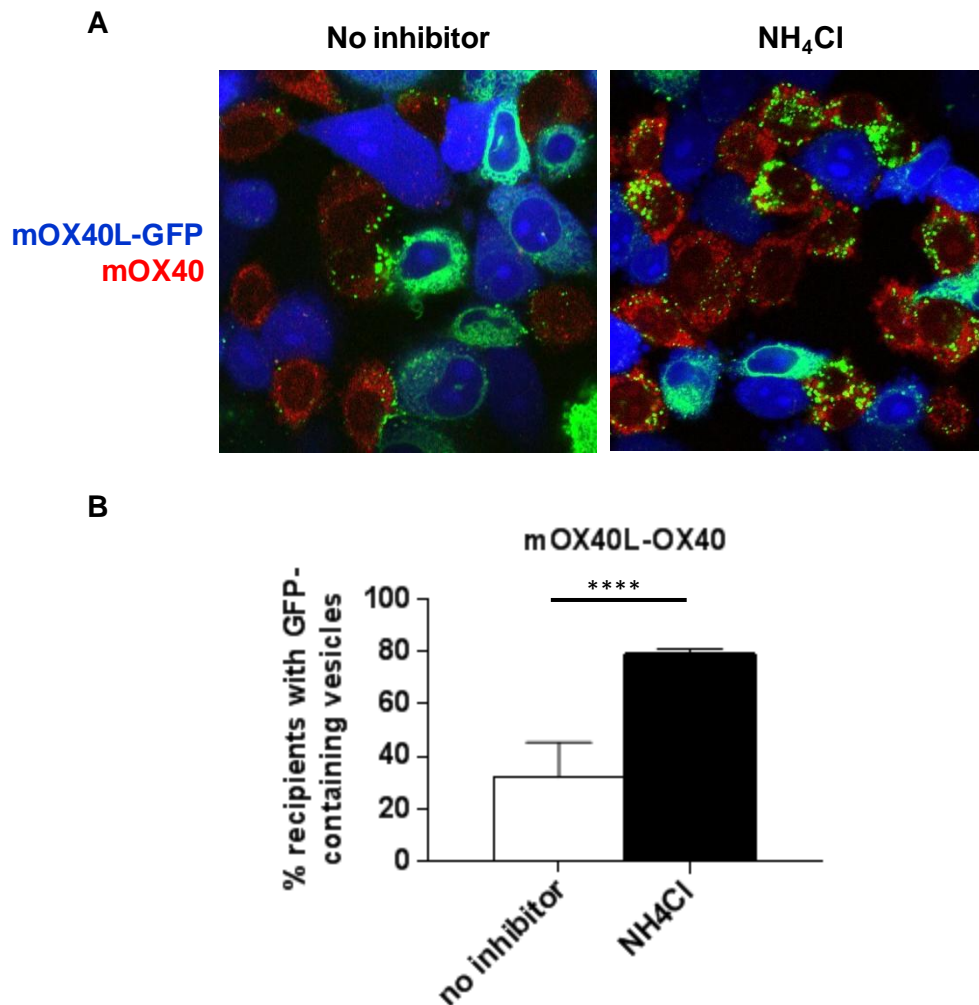 A
No inhibitor
NH₄Cl
mOX40L-GFP
mOX40
B
mOX40L-OX40
****
% recipients with GFP-
containing vesicles
100
80
60
40
20
0
no inhibitor
NH4Cl